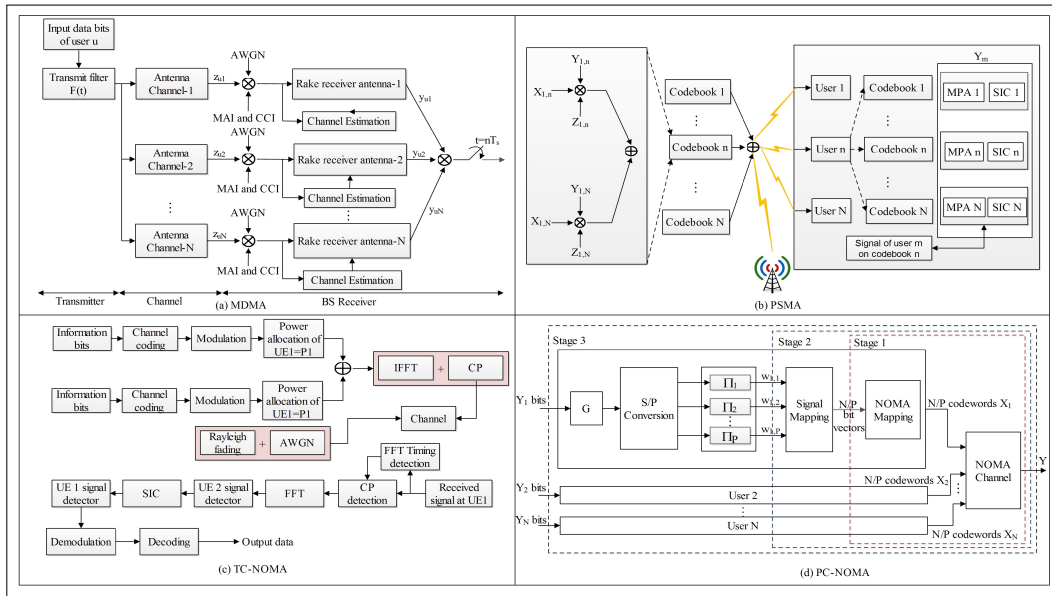 Input data bits
of user u
Transmit filter
F(t)
Antenna
Channel-1
Antenna
Channel-2
⋮
Antenna
Channel-N
z_u1
z_u2
z_uN
AWGN
MAI and CCI
AWGN
MAI and CCI
AWGN
MAI and CCI
Rake receiver antenna-1
Channel Estimation
Rake receiver antenna-2
Channel Estimation
⋮
Rake receiver antenna-N
Channel Estimation
y_u1
y_u2
y_uN
t=nT_s
Transmitter
Channel
BS Receiver
(a) MDMA
Y_1,n
X_1,n
Z_1,n
Y_1,N
X_1,N
Z_1,N
Codebook 1
⋮
Codebook n
⋮
Codebook N
User 1
User n
User N
Codebook 1
Codebook n
Codebook N
Y_m
MPA 1
SIC 1
MPA n
SIC n
MPA N
SIC N
Signal of user m
on codebook n
(b) PSMA
Information
bits
Channel
coding
Modulation
Power
allocation of
UE1=P1
Information
bits
Channel
coding
Modulation
Power
allocation of
UE1=P1
IFFT
+
CP
Channel
Rayleigh
fading
+
AWGN
FFT Timing
detection
UE 1 signal
detector
SIC
UE 2 signal
detector
FFT
CP
detection
Received
signal at UE1
Demodulation
Decoding
Output data
(c) TC-NOMA
Stage 3
Stage 2
Stage 1
Y_1 bits
G
S/P
Conversion
Π_1
Π_2
⋮
Π_P
w_1,1
w_1,2
w_1,P
Signal
Mapping
N/P
bit
vectors
NOMA
Mapping
N/P codewords X_1
NOMA
Channel
Y
Y_2 bits
User 2
N/P codewords X_2
⋮
⋮
Y_N bits
User N
N/P codewords X_N
(d) PC-NOMA